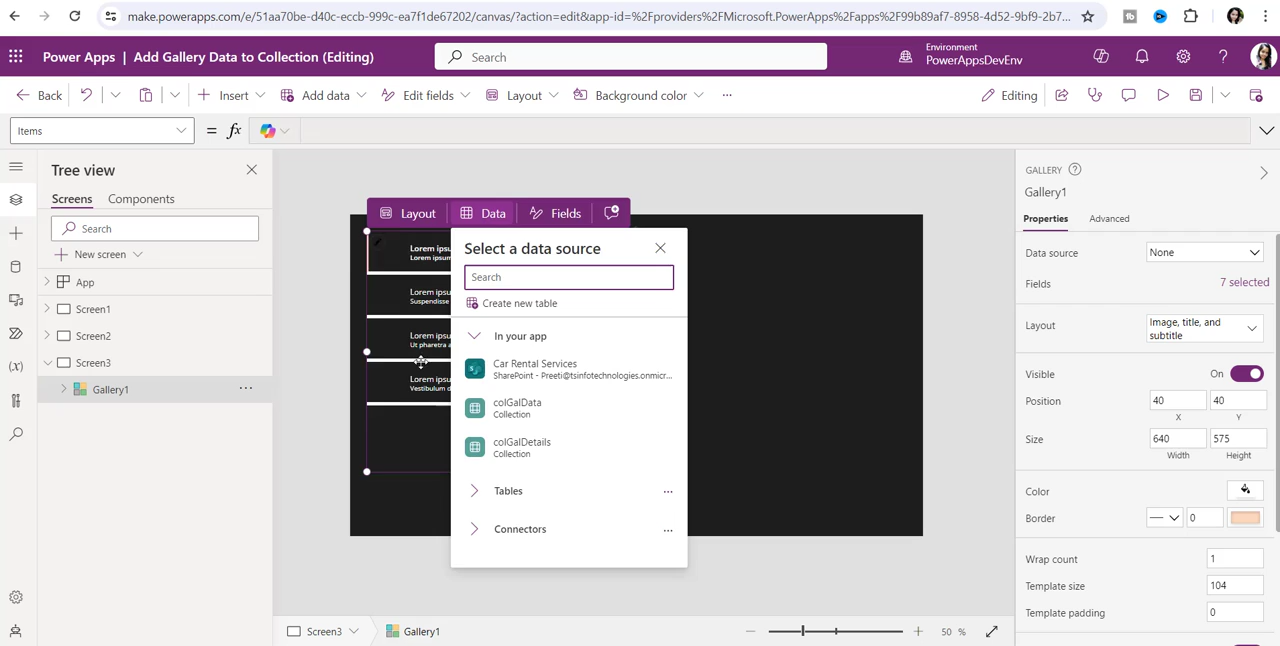 make.powerapps.com/e/51aa70be-d40c-eccb-999c-ea7f1de67202/canvas/?action=edit&app-id=%2Fproviders%2FMicrosoft.PowerApps%2Fapps%2F99b89af7-8958-4d52-9bf9-2b7...
Power Apps | Add Gallery Data to Collection (Editing)
Search
Environment
PowerAppsDevEnv
Back
Insert
Add data
Edit fields
Layout
Background color
...
Editing
Items
= fx
Tree view
Screens
Components
Search
New screen
App
Screen1
Screen2
Screen3
Gallery1
...
Layout
Data
Fields
Lorem ipsu
Lorem ipsum
Lorem ipsu
Suspendisse
Lorem ipsu
Ut pharetra a
Lorem ipsu
Vestibulum d
Select a data source
Search
Create new table
In your app
Car Rental Services
SharePoint - Preeti@tsinfotechnologies.onmicr...
colGalData
Collection
colGalDetails
Collection
Tables
...
Connectors
...
Screen3
Gallery1
50 %
GALLERY
Gallery1
Properties
Advanced
Data source
None
Fields
7 selected
Layout
Image, title, and
subtitle
Visible
On
Position
40
40
X
Y
Size
640
575
Width
Height
Color
Border
0
Wrap count
1
Template size
104
Template padding
0